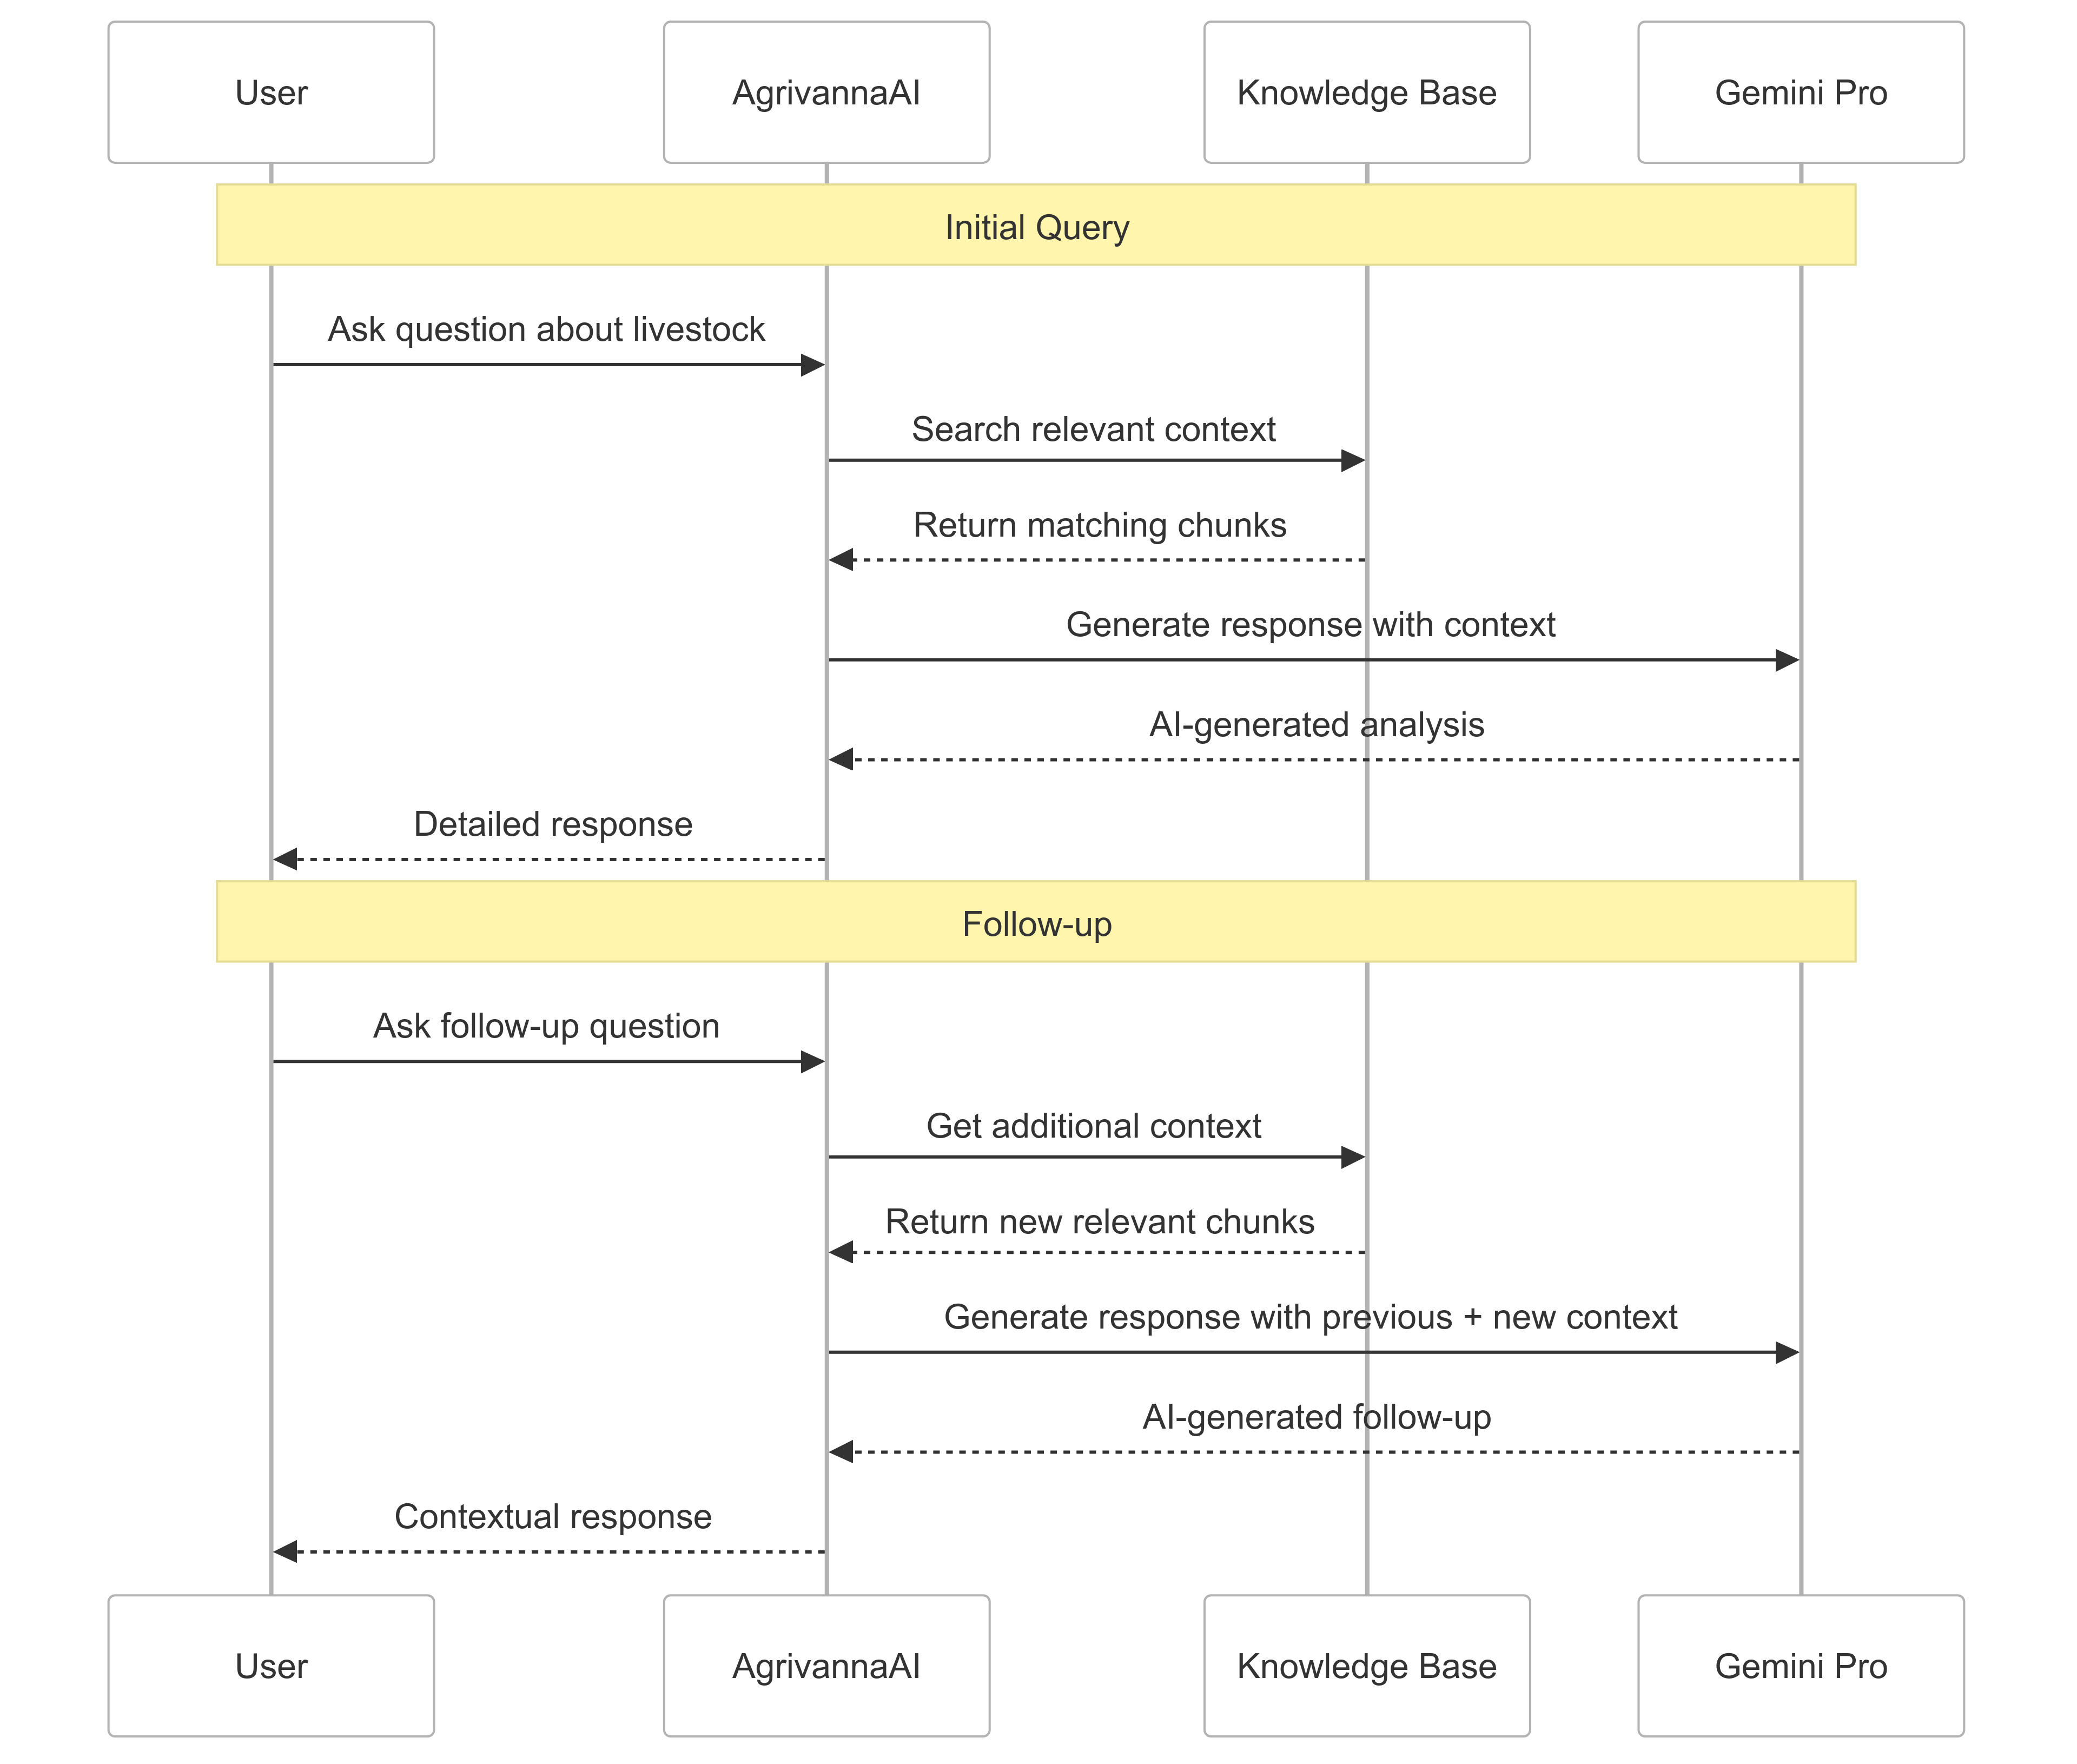 User
AgrivannaAI
Knowledge Base
Gemini Pro
Initial Query
Ask question about livestock
Search relevant context
Return matching chunks
Generate response with context
AI-generated analysis
Detailed response
Follow-up
Ask follow-up question
Get additional context
Return new relevant chunks
Generate response with previous + new context
AI-generated follow-up
Contextual response
User
AgrivannaAI
Knowledge Base
Gemini Pro